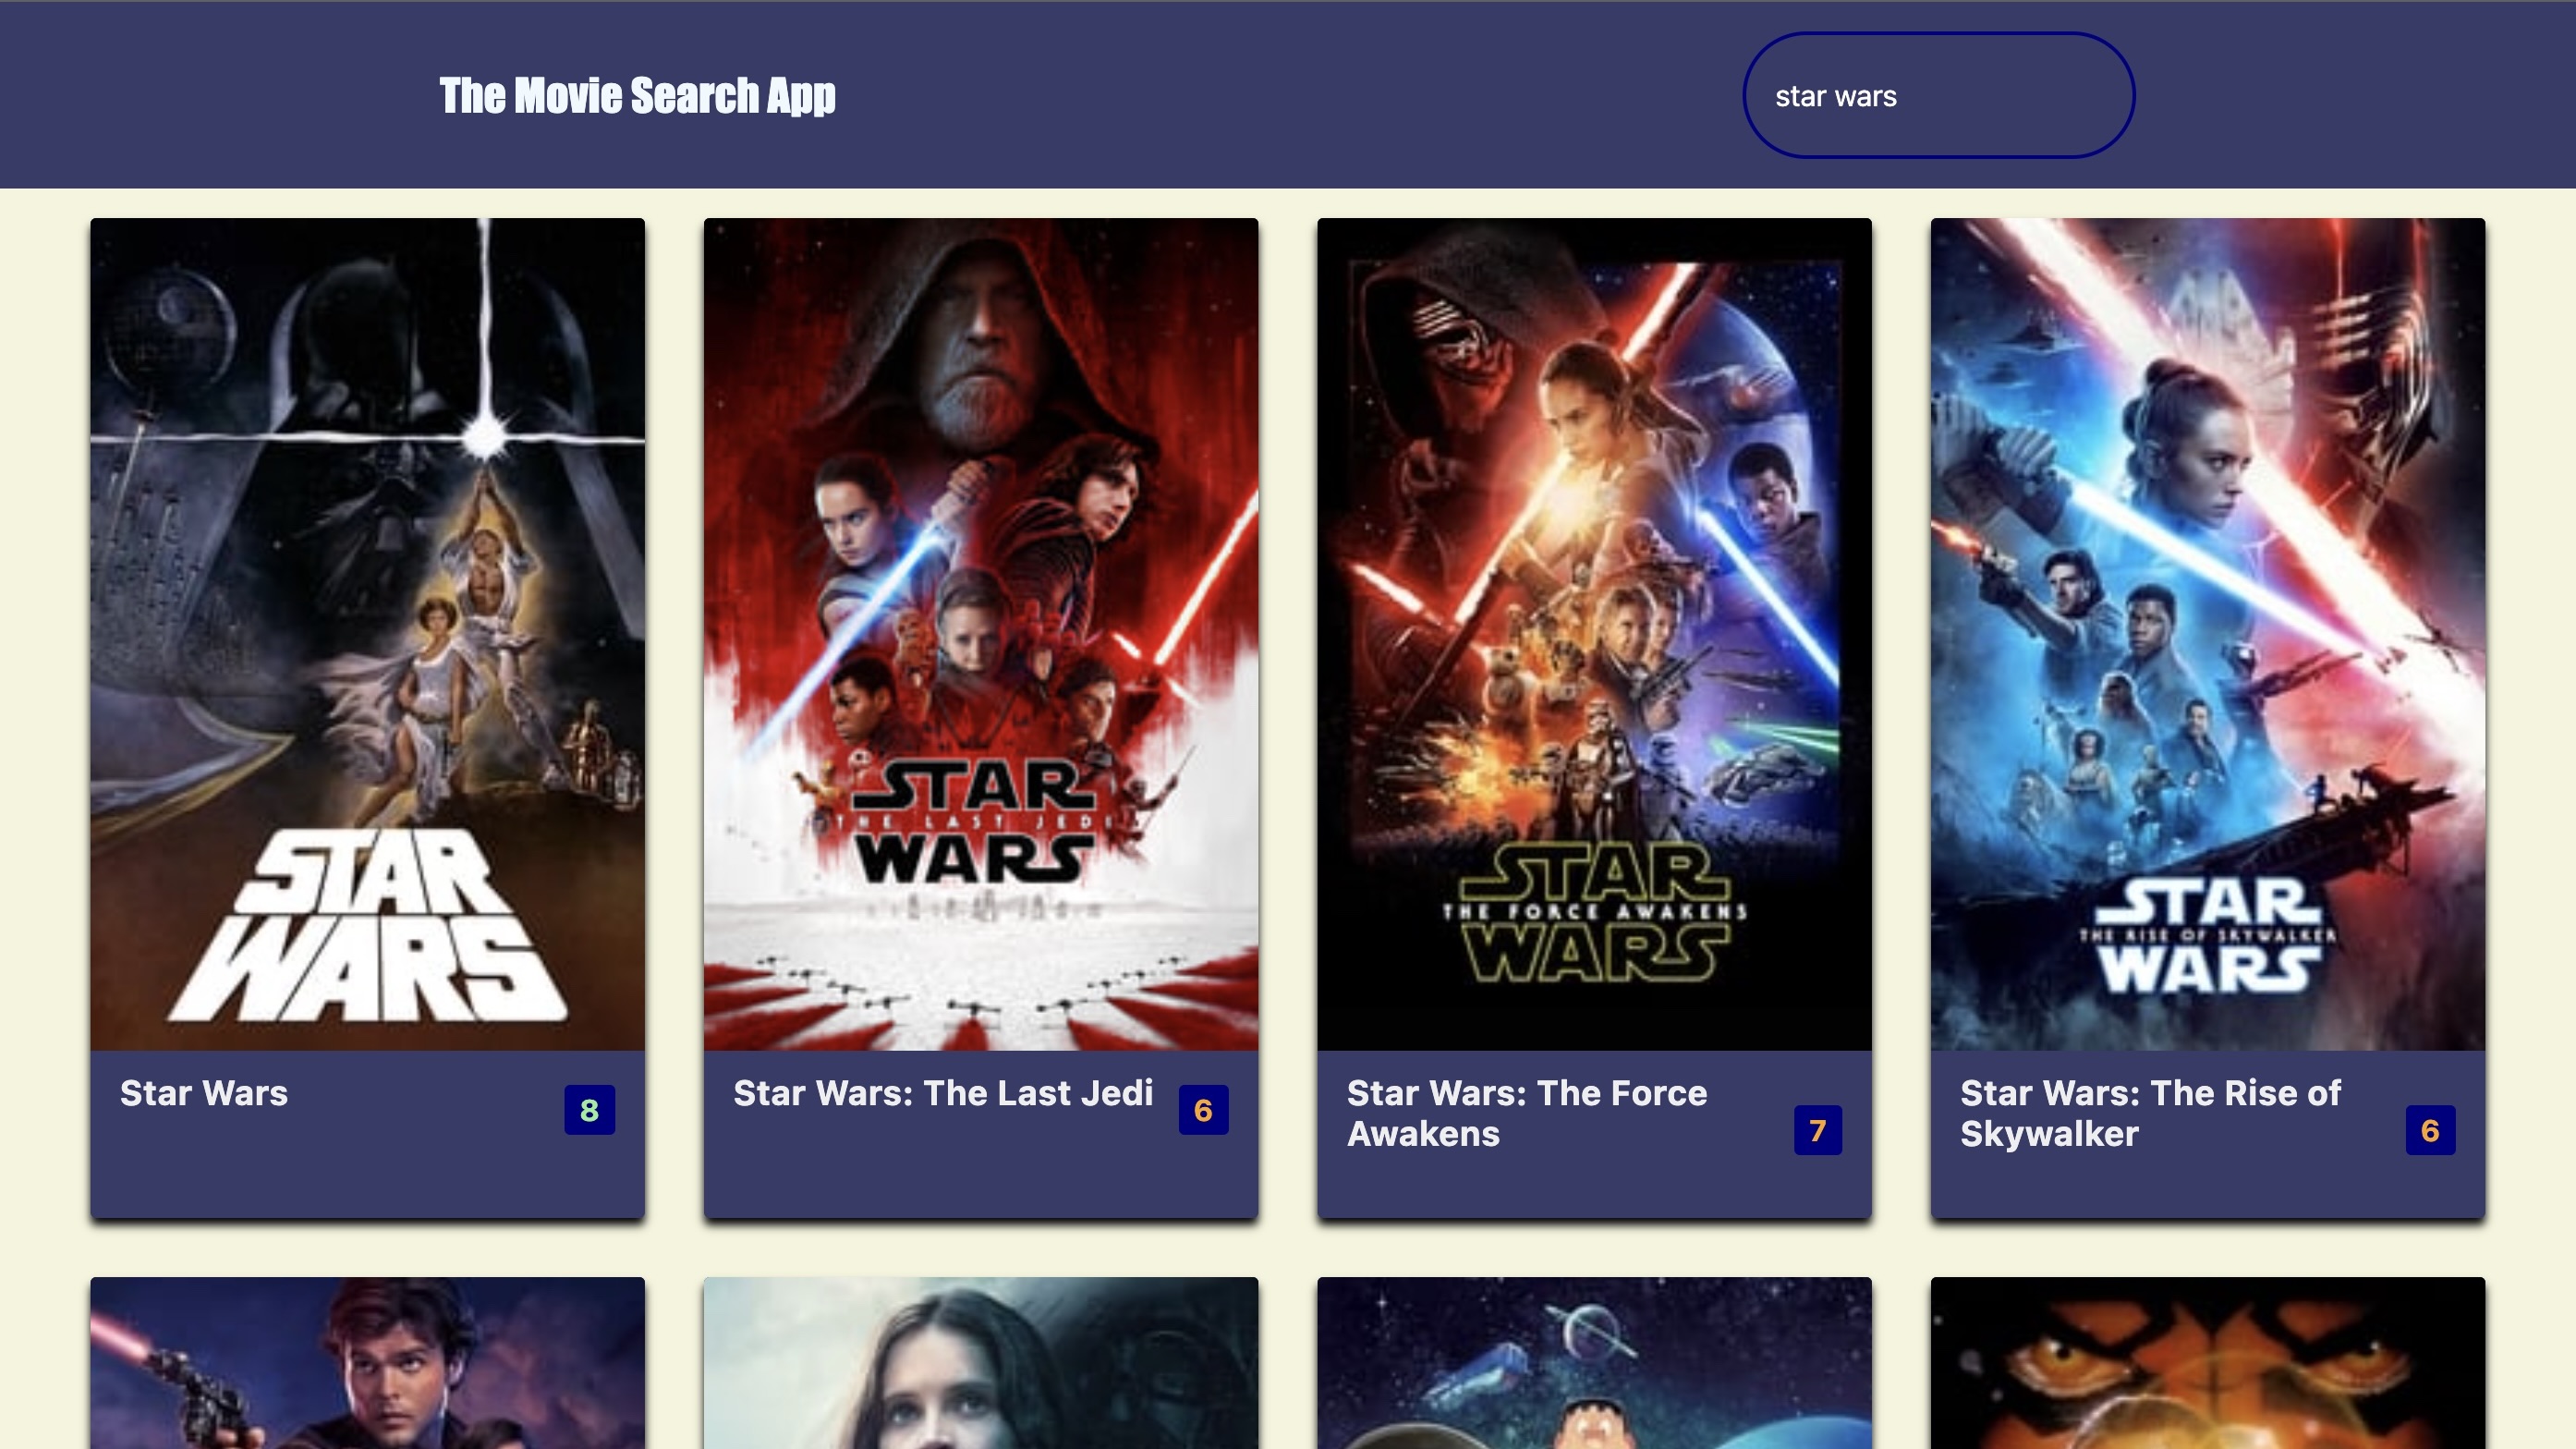 The Movie Search App
star wars
STAR
WARS
STAR
THE LAST JEDI
WARS
STAR
THE FORCE AWAKENS
WARS
STAR
THE RISE OF SKYWALKER
WARS
Star Wars
8
Star Wars: The Last Jedi
6
Star Wars: The Force
Awakens
7
Star Wars: The Rise of
Skywalker
6